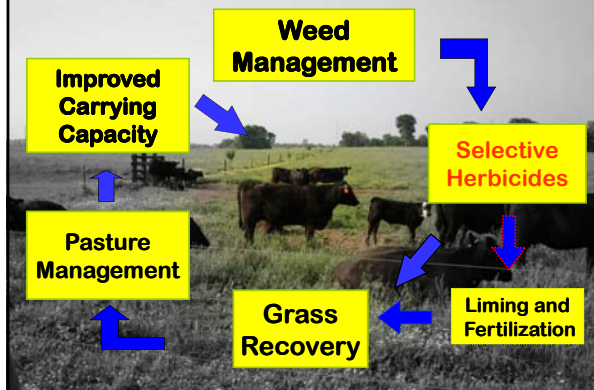 Weed
Management
Improved
Carrying
Capacity
Selective
Herbicides
Pasture
Management
Grass
Recovery
Liming and
Fertilization